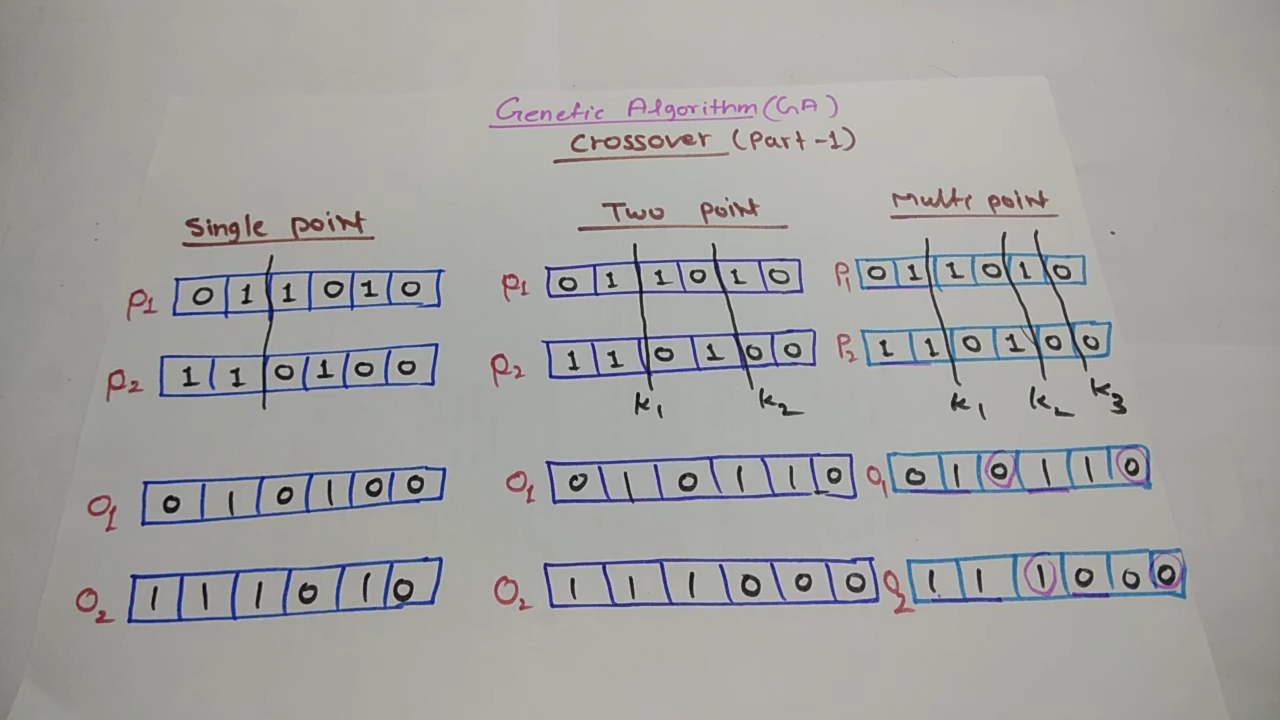 Genetic Algorithm (GA)
Crossover (Part-1)
Single point
P1 0 1 1 0 1 0
P2 1 1 0 1 0 0
O1 0 1 0 1 0 0
O2 1 1 1 0 1 0
Two point
P1 0 1 1 0 1 0
P2 1 1 0 1 0 0
K1 K2
O1 0 1 0 1 1 0
O2 1 1 1 0 0 0
Multi point
P1 0 1 1 0 1 0
P2 1 1 0 1 0 0
K1 K2 K3
O1 0 1 0 1 1 0
O2 1 1 1 0 0 0